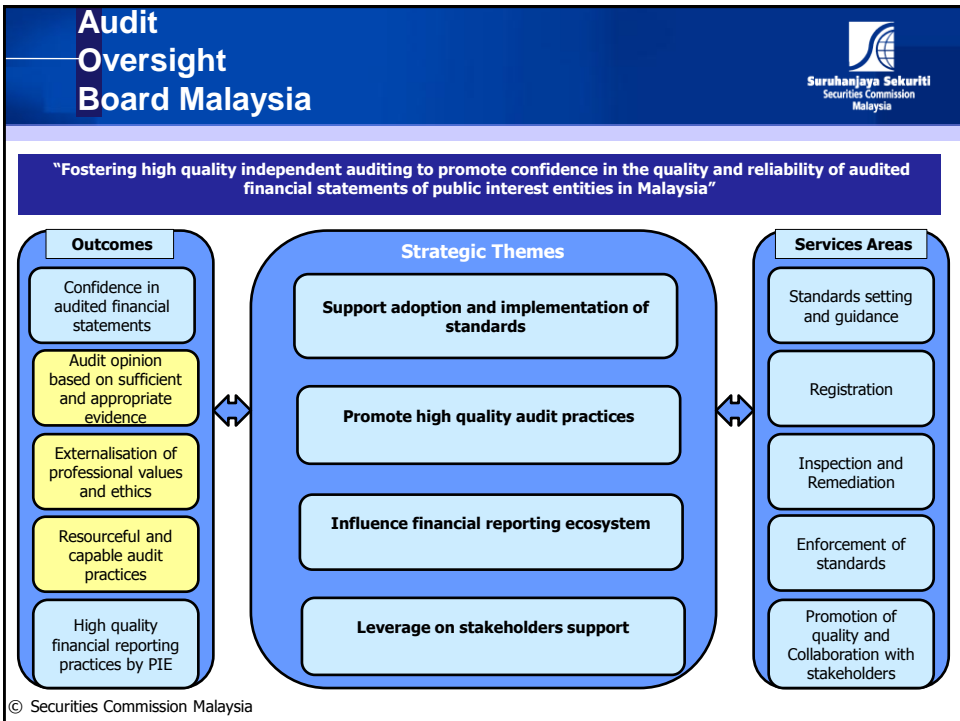 Audit
Oversight
Board Malaysia
Suruhanjaya Sekuriti
Securities Commission
Malaysia
"Fostering high quality independent auditing to promote confidence in the quality and reliability of audited
financial statements of public interest entities in Malaysia"
Outcomes
Confidence in
audited financial
statements
Audit opinion
based on sufficient
and appropriate
evidence
Externalisation of
professional values
and ethics
Resourceful and
capable audit
practices
High quality
financial reporting
practices by PIE
Strategic Themes
Support adoption and implementation of
standards
Promote high quality audit practices
Influence financial reporting ecosystem
Leverage on stakeholders support
Services Areas
Standards setting
and guidance
Registration
Inspection and
Remediation
Enforcement of
standards
Promotion of
quality and
Collaboration with
stakeholders
© Securities Commission Malaysia